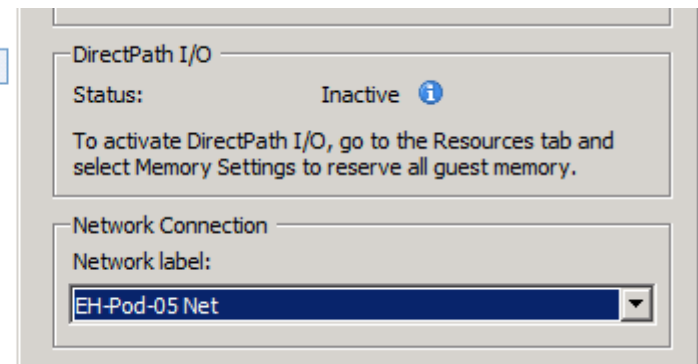 DirectPath I/O
Status: Inactive
To activate DirectPath I/O, go to the Resources tab and
select Memory Settings to reserve all guest memory.
Network Connection
Network label:
EH-Pod-05 Net